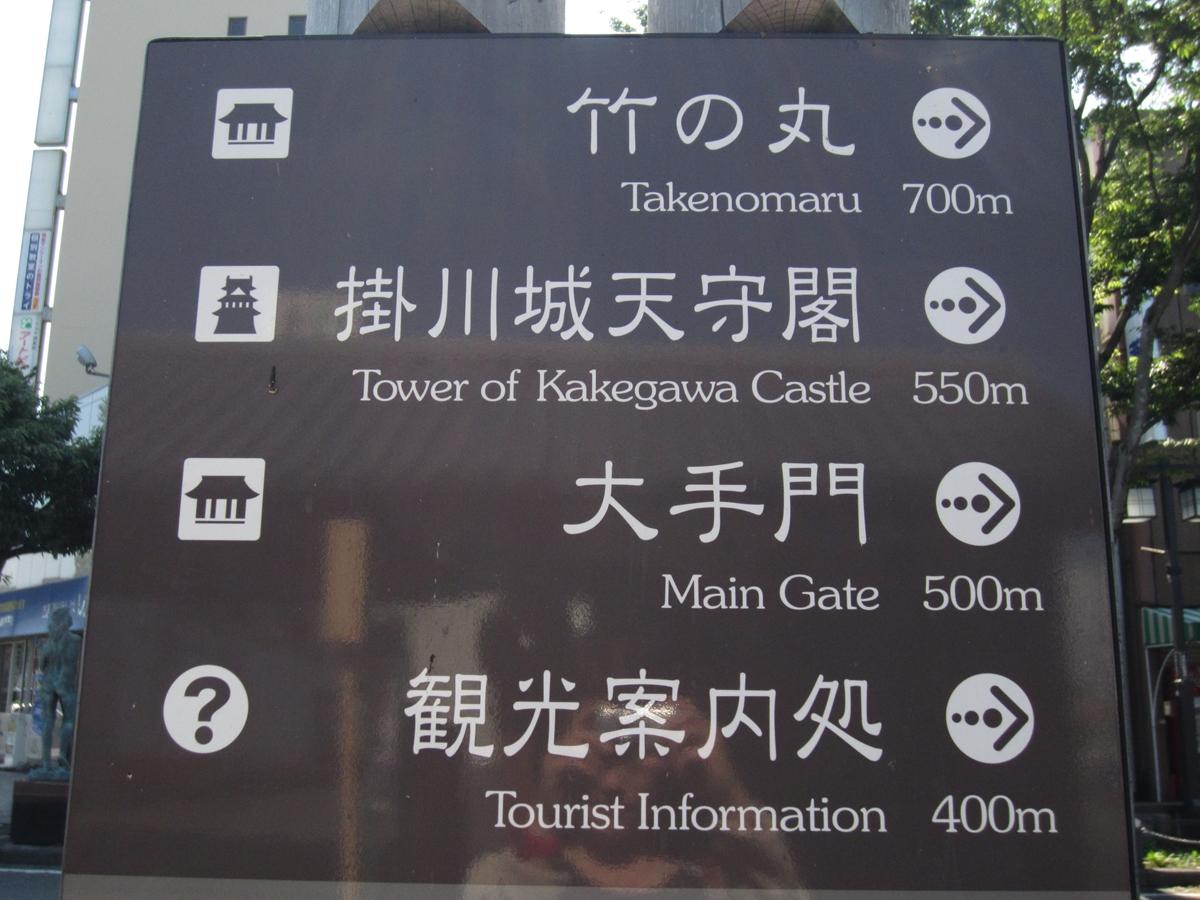 竹の丸
Takenomaru 700m
掛川城天守閣
Tower of Kakegawa Castle 550m
大手門
Main Gate 500m
?
観光案内処
Tourist Information 400m